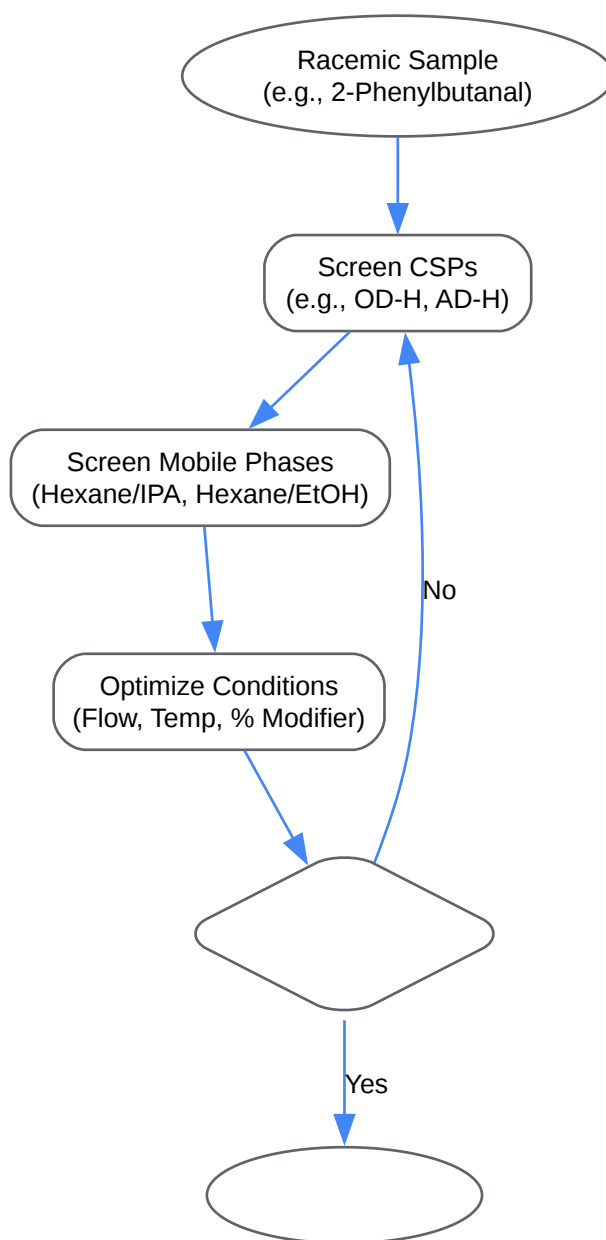 Racemic Sample
(e.g., 2-Phenylbutanal)
Screen CSPs
(e.g., OD-H, AD-H)
Screen Mobile Phases
(Hexane/IPA, Hexane/EtOH)
No
Optimize Conditions
(Flow, Temp, % Modifier)
Yes